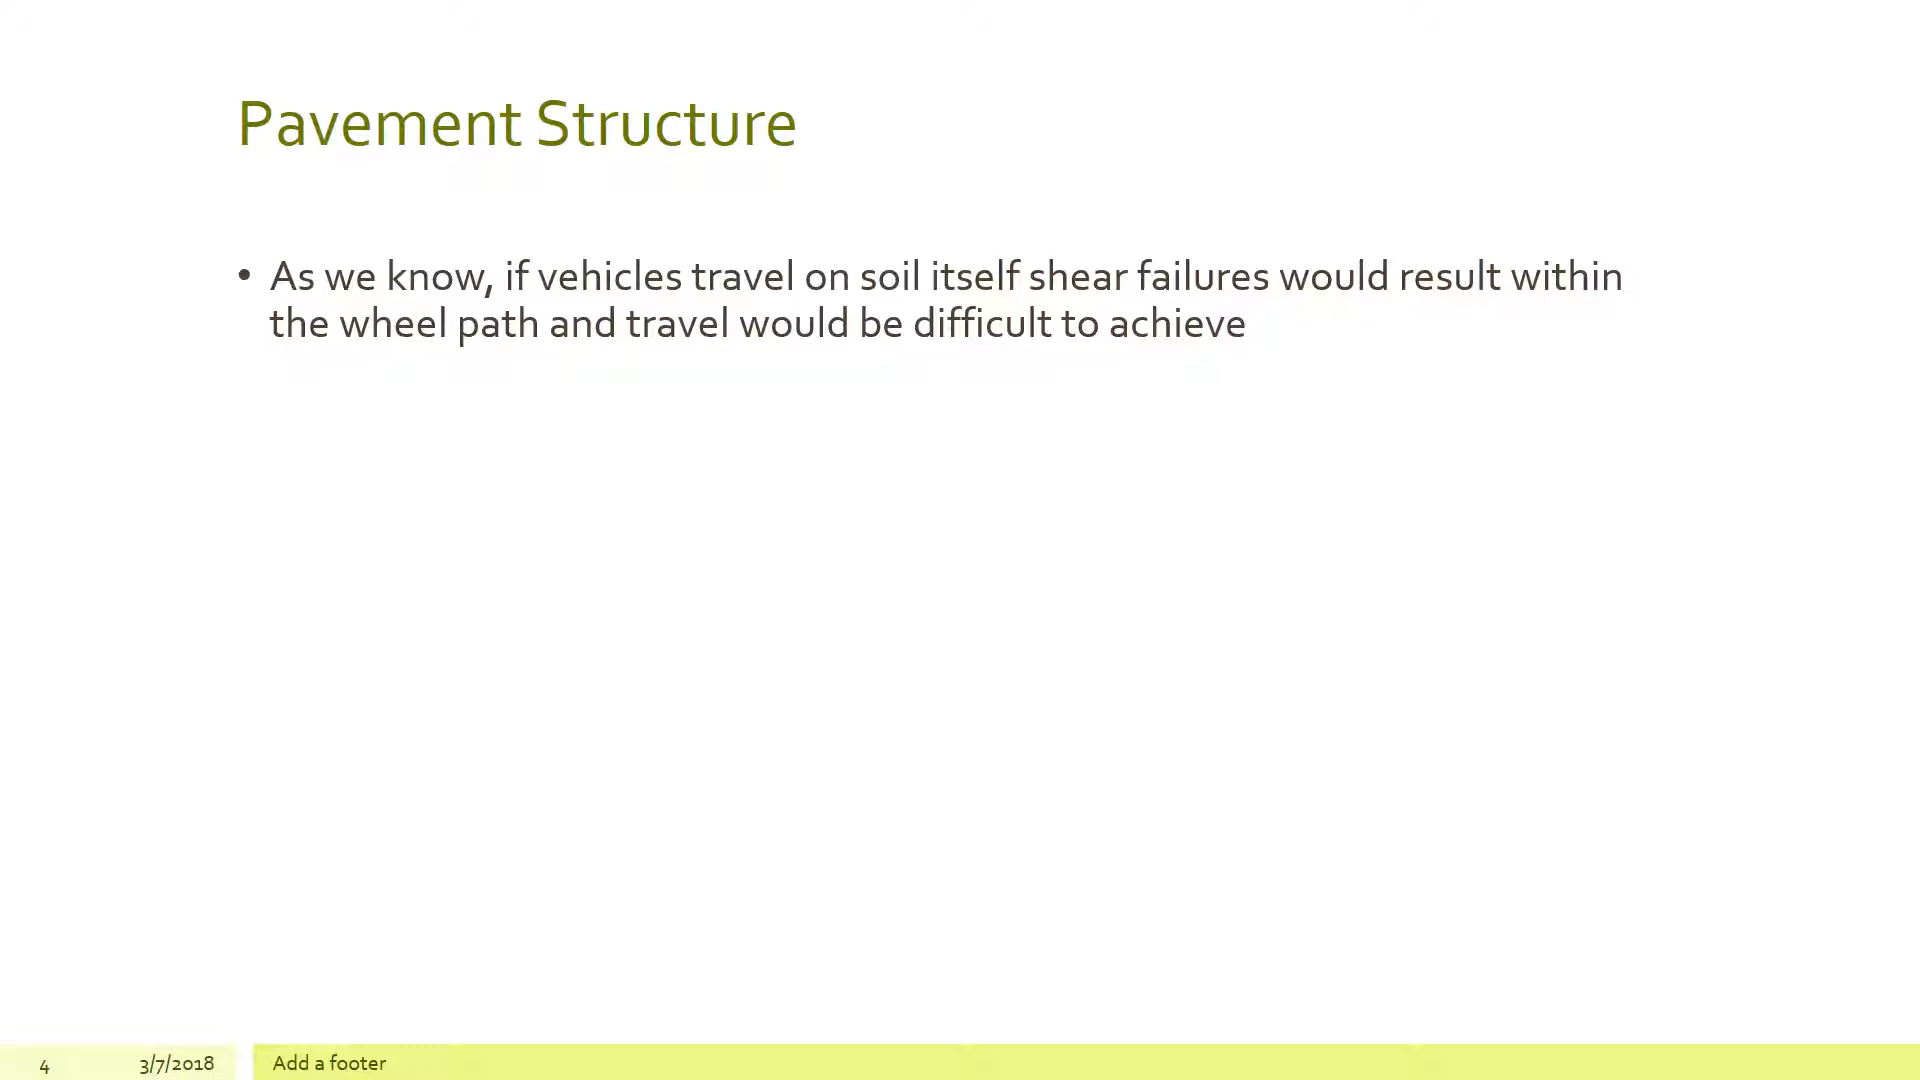 Pavement Structure
• As we know, if vehicles travel on soil itself shear failures would result within
the wheel path and travel would be difficult to achieve
4 3/7/2018 Add a footer